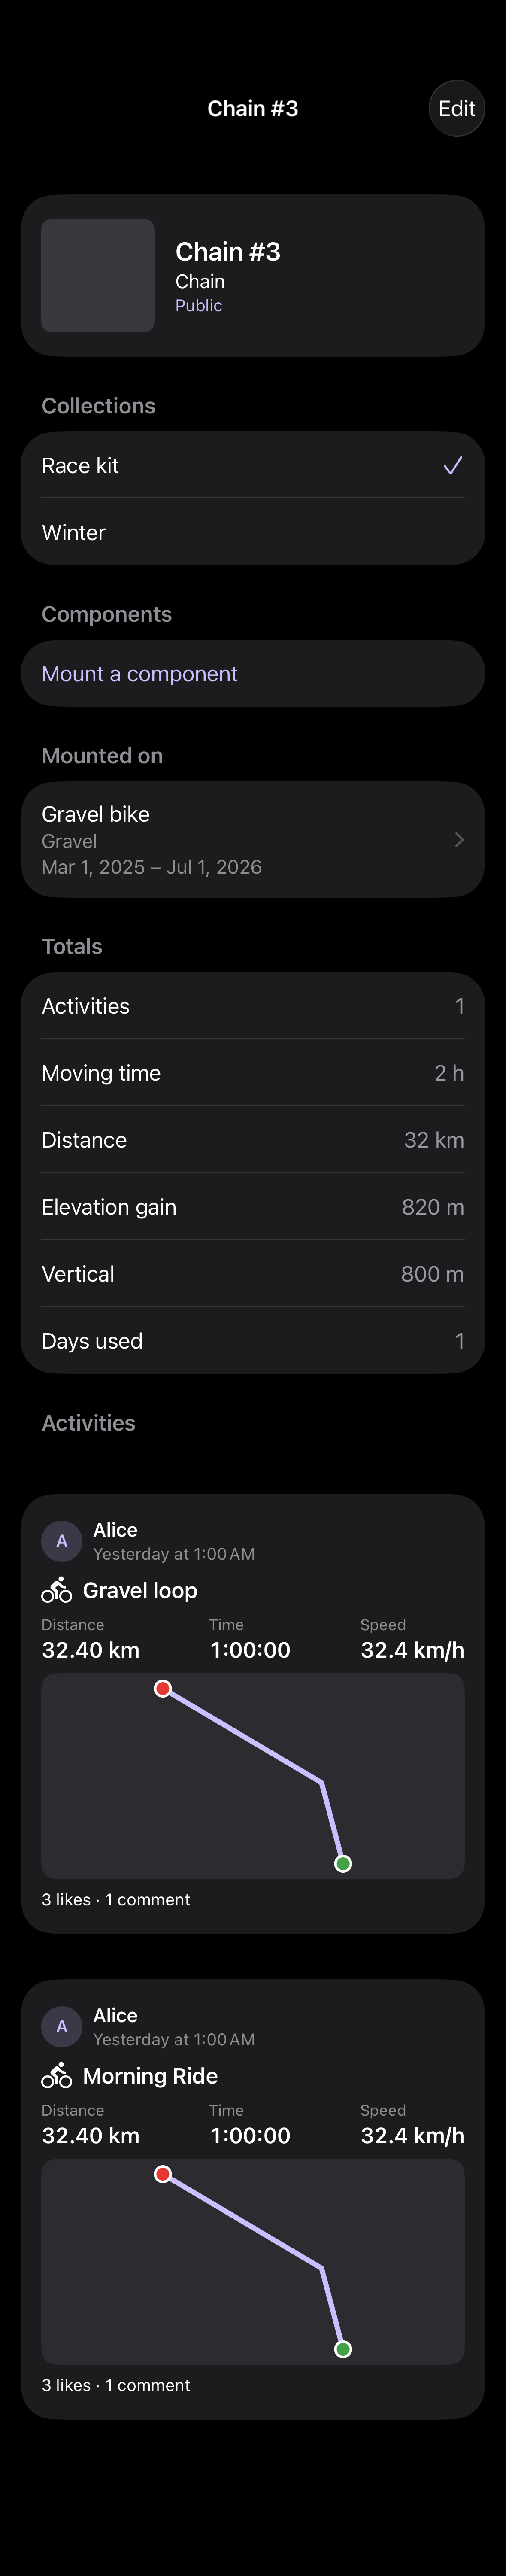 Chain #3
Edit
Chain #3
Chain
Public
Collections
Race kit
Winter
Components
Mount a component
Mounted on
Gravel bike
Gravel
Mar 1, 2025 – Jul 1, 2026
Totals
Activities 1
Moving time 2 h
Distance 32 km
Elevation gain 820 m
Vertical 800 m
Days used 1
Activities
A
Alice
Yesterday at 1:00 AM
Gravel loop
Distance Time Speed
32.40 km 1:00:00 32.4 km/h
3 likes · 1 comment
A
Alice
Yesterday at 1:00 AM
Morning Ride
Distance Time Speed
32.40 km 1:00:00 32.4 km/h
3 likes · 1 comment